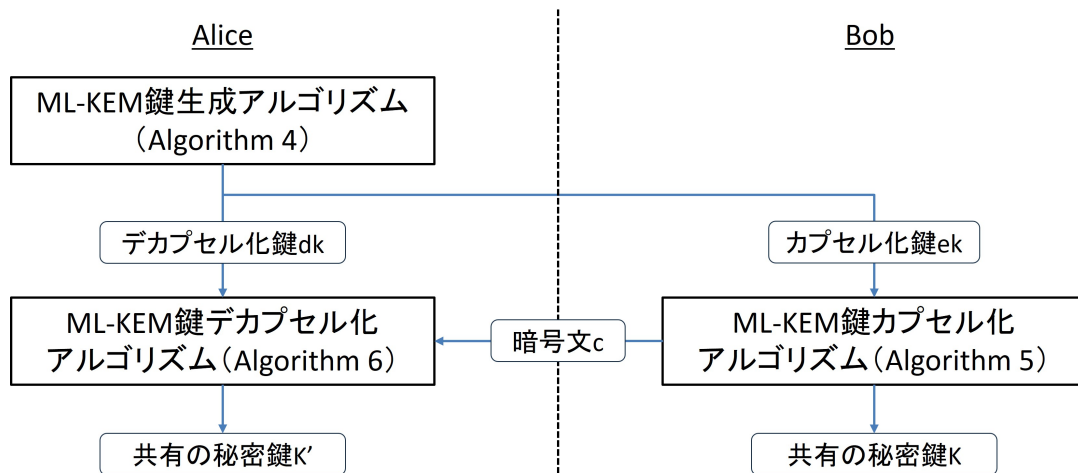 Alice
Bob
ML-KEM鍵生成アルゴリズム
（Algorithm 4）
デカプセル化鍵dk
カプセル化鍵ek
ML-KEM鍵デカプセル化
アルゴリズム（Algorithm 6）
暗号文c
ML-KEM鍵カプセル化
アルゴリズム（Algorithm 5）
共有の秘密鍵K’
共有の秘密鍵K